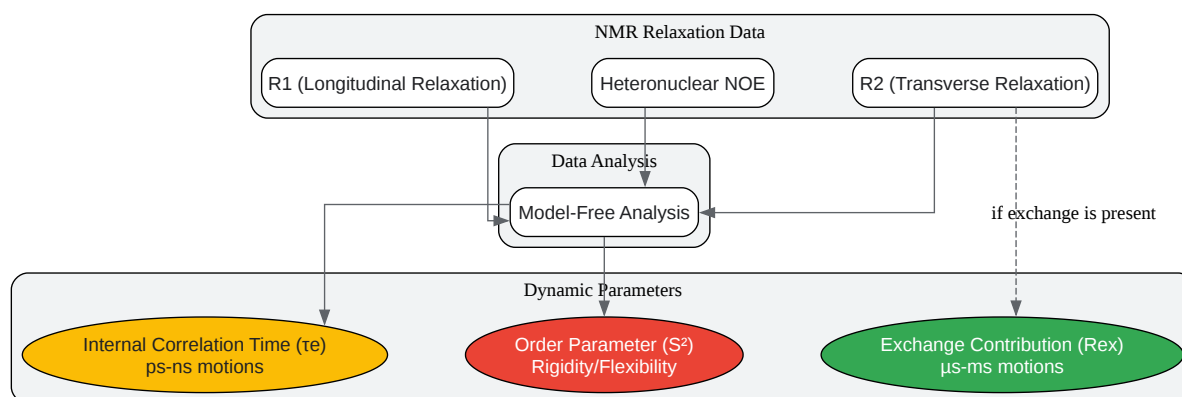 NMR Relaxation Data
R1 (Longitudinal Relaxation)
Heteronuclear NOE
R2 (Transverse Relaxation)
Data Analysis
Model-Free Analysis
if exchange is present
Dynamic Parameters
Internal Correlation Time (τe)
ps-ns motions
Order Parameter (S²)
Rigidity/Flexibility
Exchange Contribution (Rex)
µs-ms motions